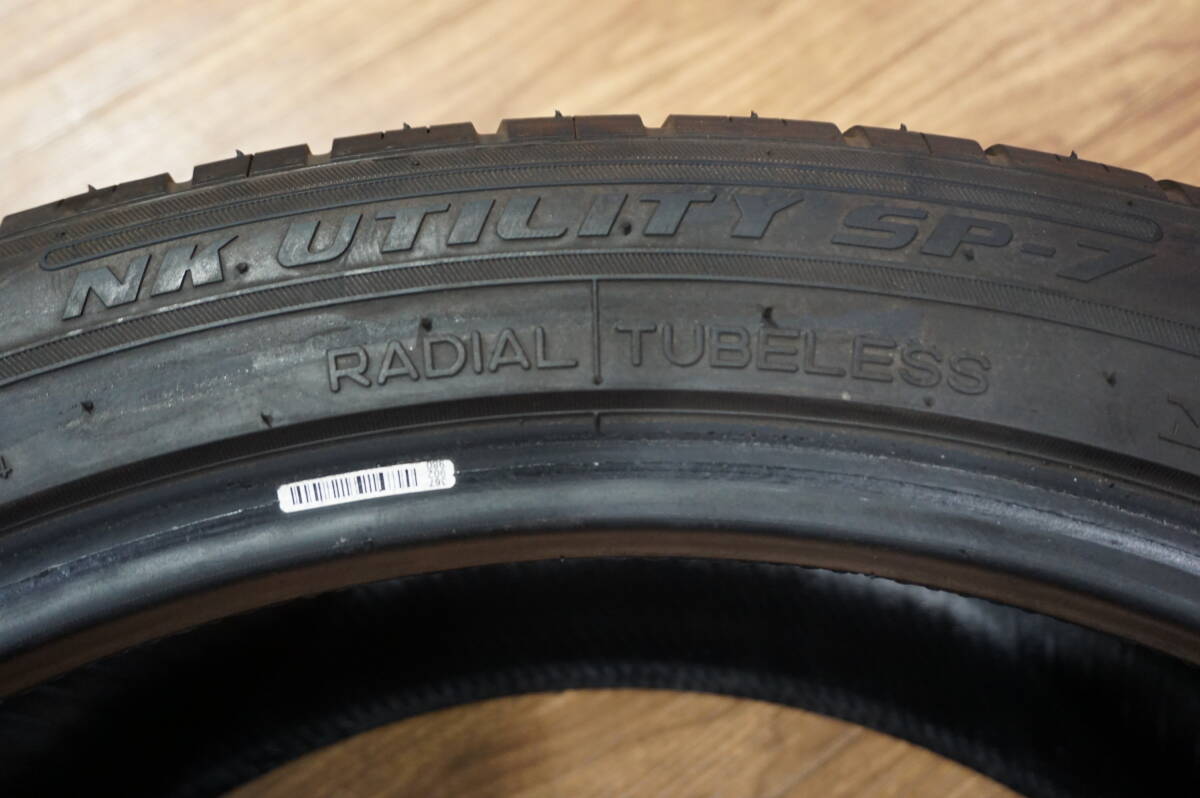 NK UTILITY SP-7
RADIAL TUBELESS